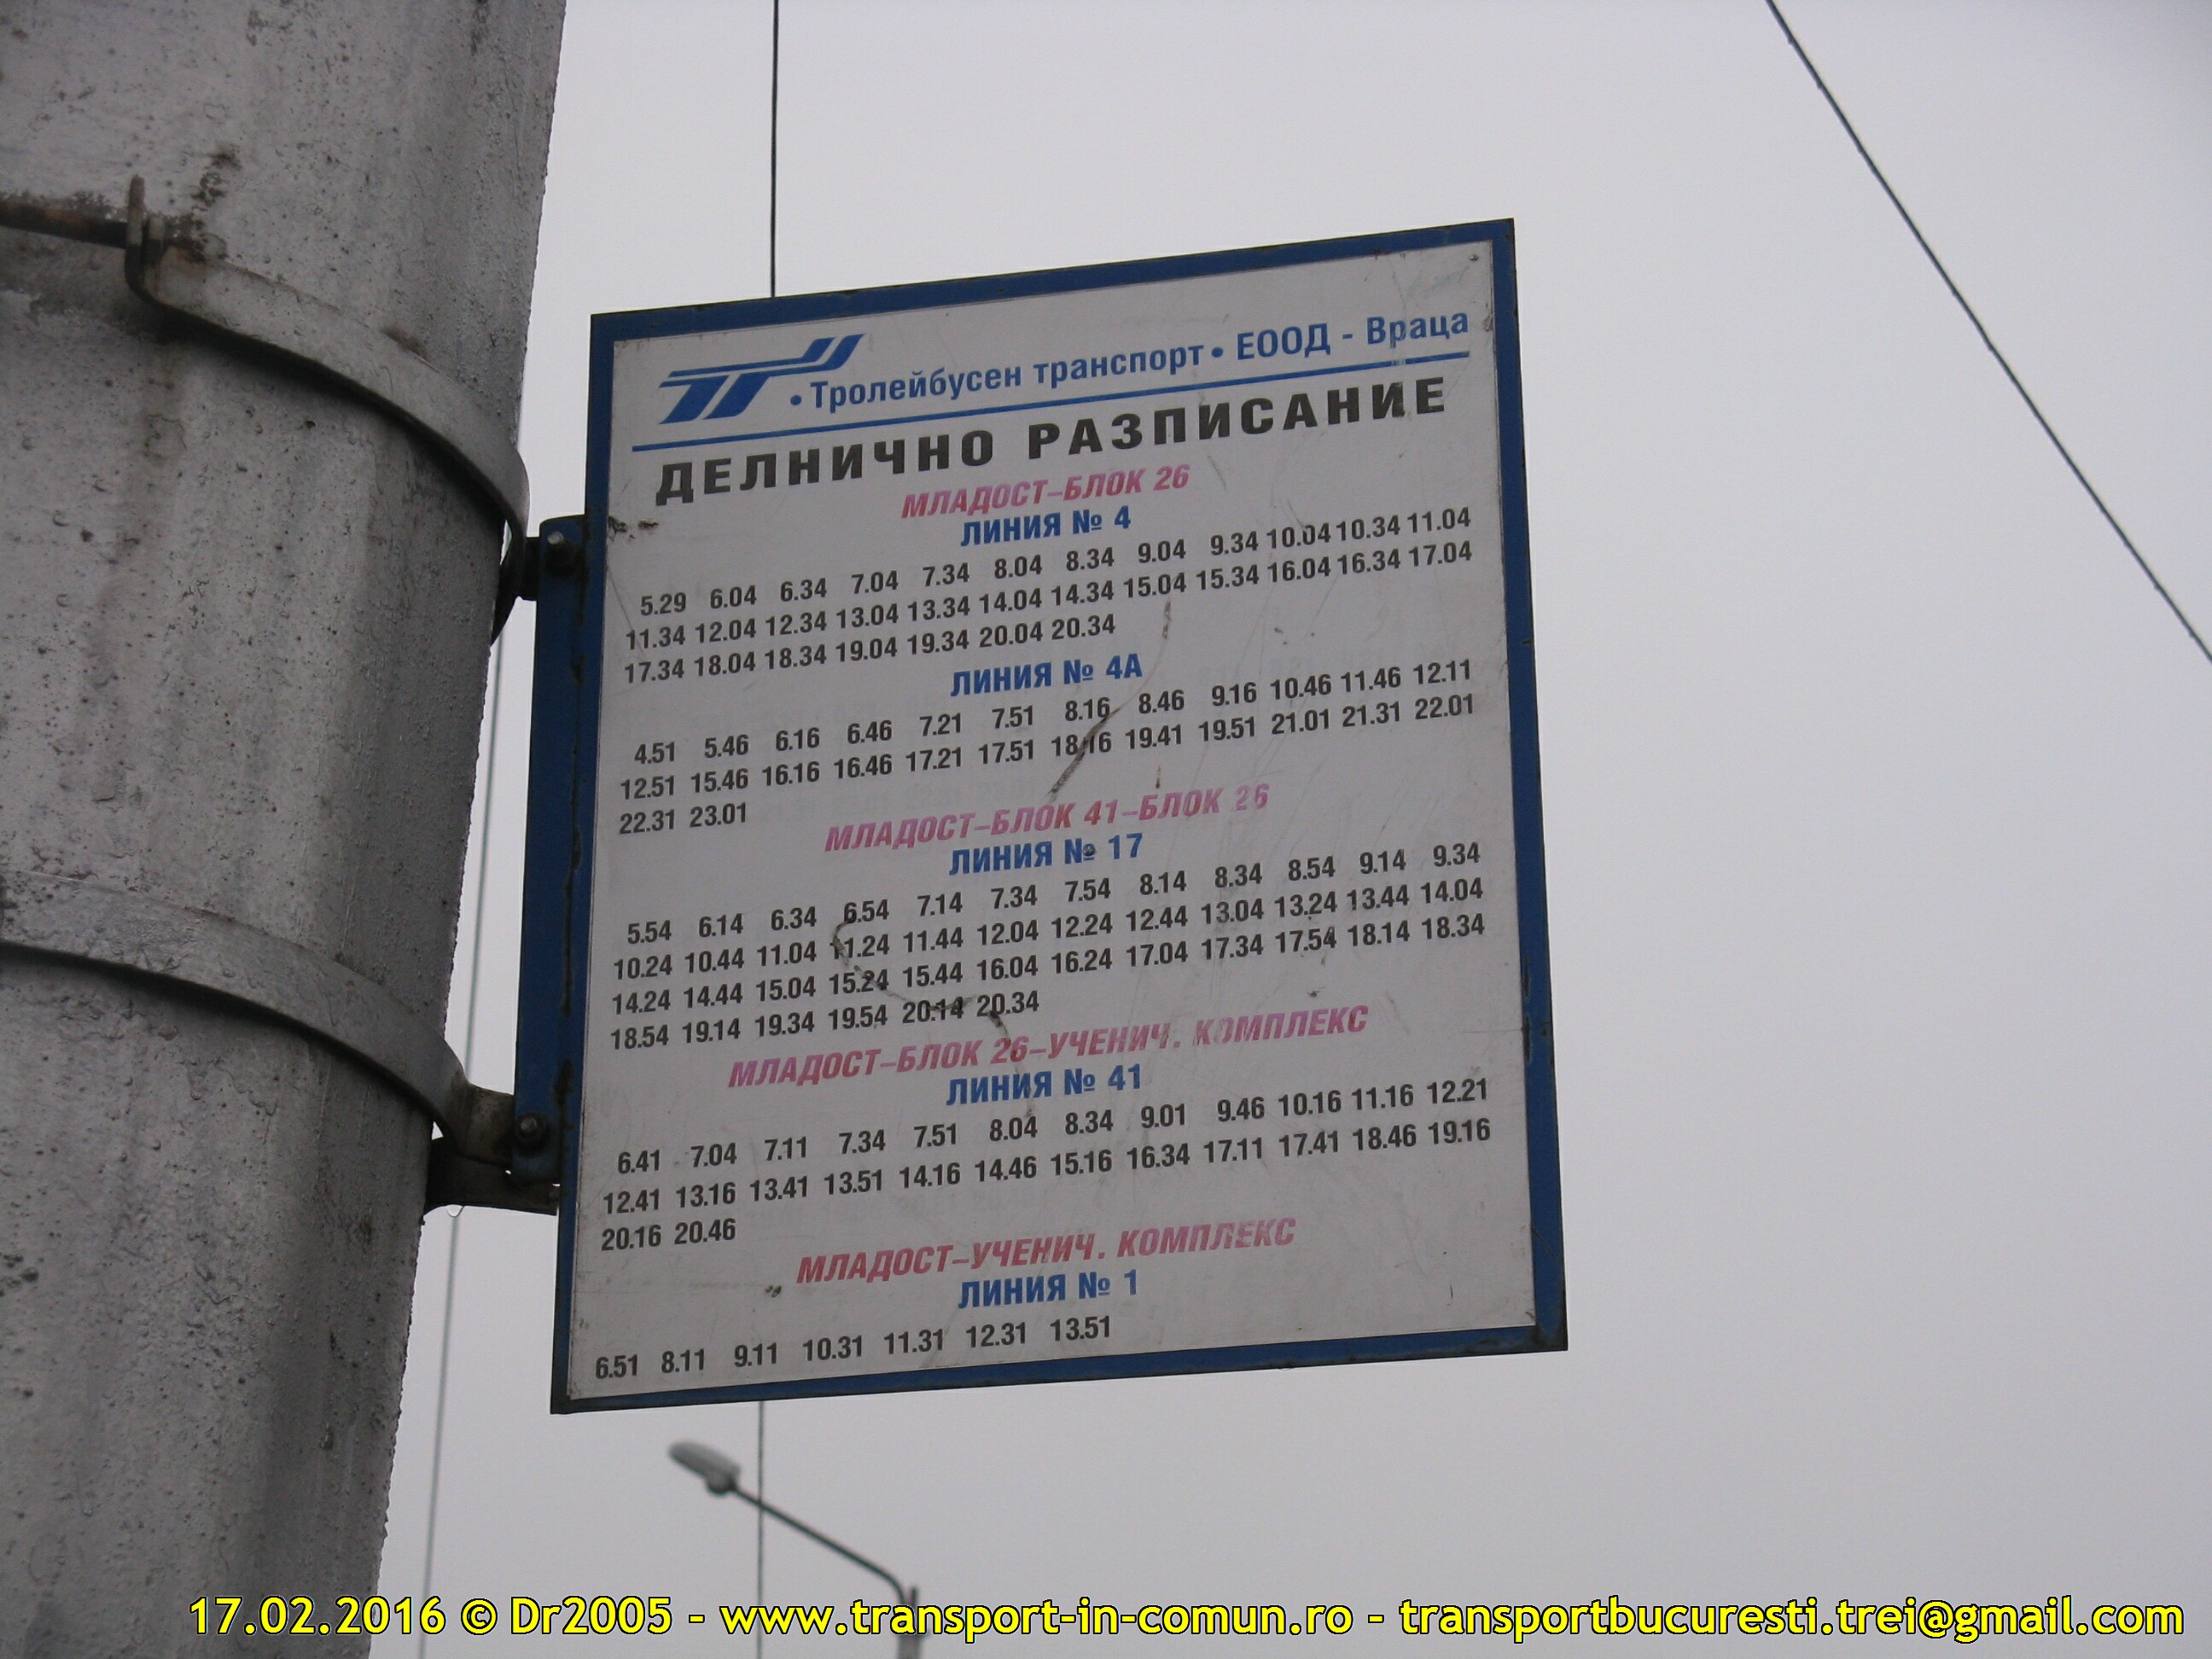 • Тролейбусен транспорт • ЕООД - Враца
ДЕЛНИЧНО РАЗПИСАНИЕ
МЛАДОСТ–БЛОК 26
ЛИНИЯ № 4
5.29 6.04 6.34 7.04 7.34 8.04 8.34 9.04 9.34 10.04 10.34 11.04
11.34 12.04 12.34 13.04 13.34 14.04 14.34 15.04 15.34 16.04 16.34 17.04
17.34 18.04 18.34 19.04 19.34 20.04 20.34
ЛИНИЯ № 4А
4.51 5.46 6.16 6.46 7.21 7.51 8.16 8.46 9.16 10.46 11.46 12.11
12.51 15.46 16.16 16.46 17.21 17.51 18.16 19.41 19.51 21.01 21.31 22.01
22.31 23.01
МЛАДОСТ–БЛОК 41–БЛОК 26
ЛИНИЯ № 17
5.54 6.14 6.34 6.54 7.14 7.34 7.54 8.14 8.34 8.54 9.14 9.34
10.24 10.44 11.04 11.24 11.44 12.04 12.24 12.44 13.04 13.24 13.44 14.04
14.24 14.44 15.04 15.24 15.44 16.04 16.24 17.04 17.34 17.54 18.14 18.34
18.54 19.14 19.34 19.54 20.14 20.34
МЛАДОСТ–БЛОК 26–УЧЕНИЧ. КОМПЛЕКС
ЛИНИЯ № 41
6.41 7.04 7.11 7.34 7.51 8.04 8.34 9.01 9.46 10.16 11.16 12.21
12.41 13.16 13.41 13.51 14.16 14.46 15.16 16.34 17.11 17.41 18.46 19.16
20.16 20.46
МЛАДОСТ–УЧЕНИЧ. КОМПЛЕКС
ЛИНИЯ № 1
6.51 8.11 9.11 10.31 11.31 12.31 13.51
17.02.2016 © Dr2005 - www.transport-in-comun.ro - transportbucuresti.trei@gmail.com